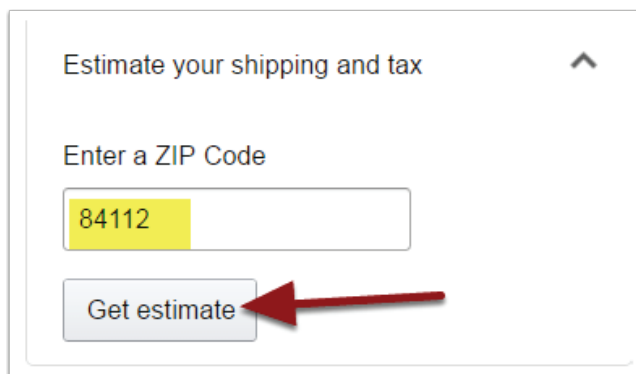 Estimate your shipping and tax
Enter a ZIP Code
84112
Get estimate